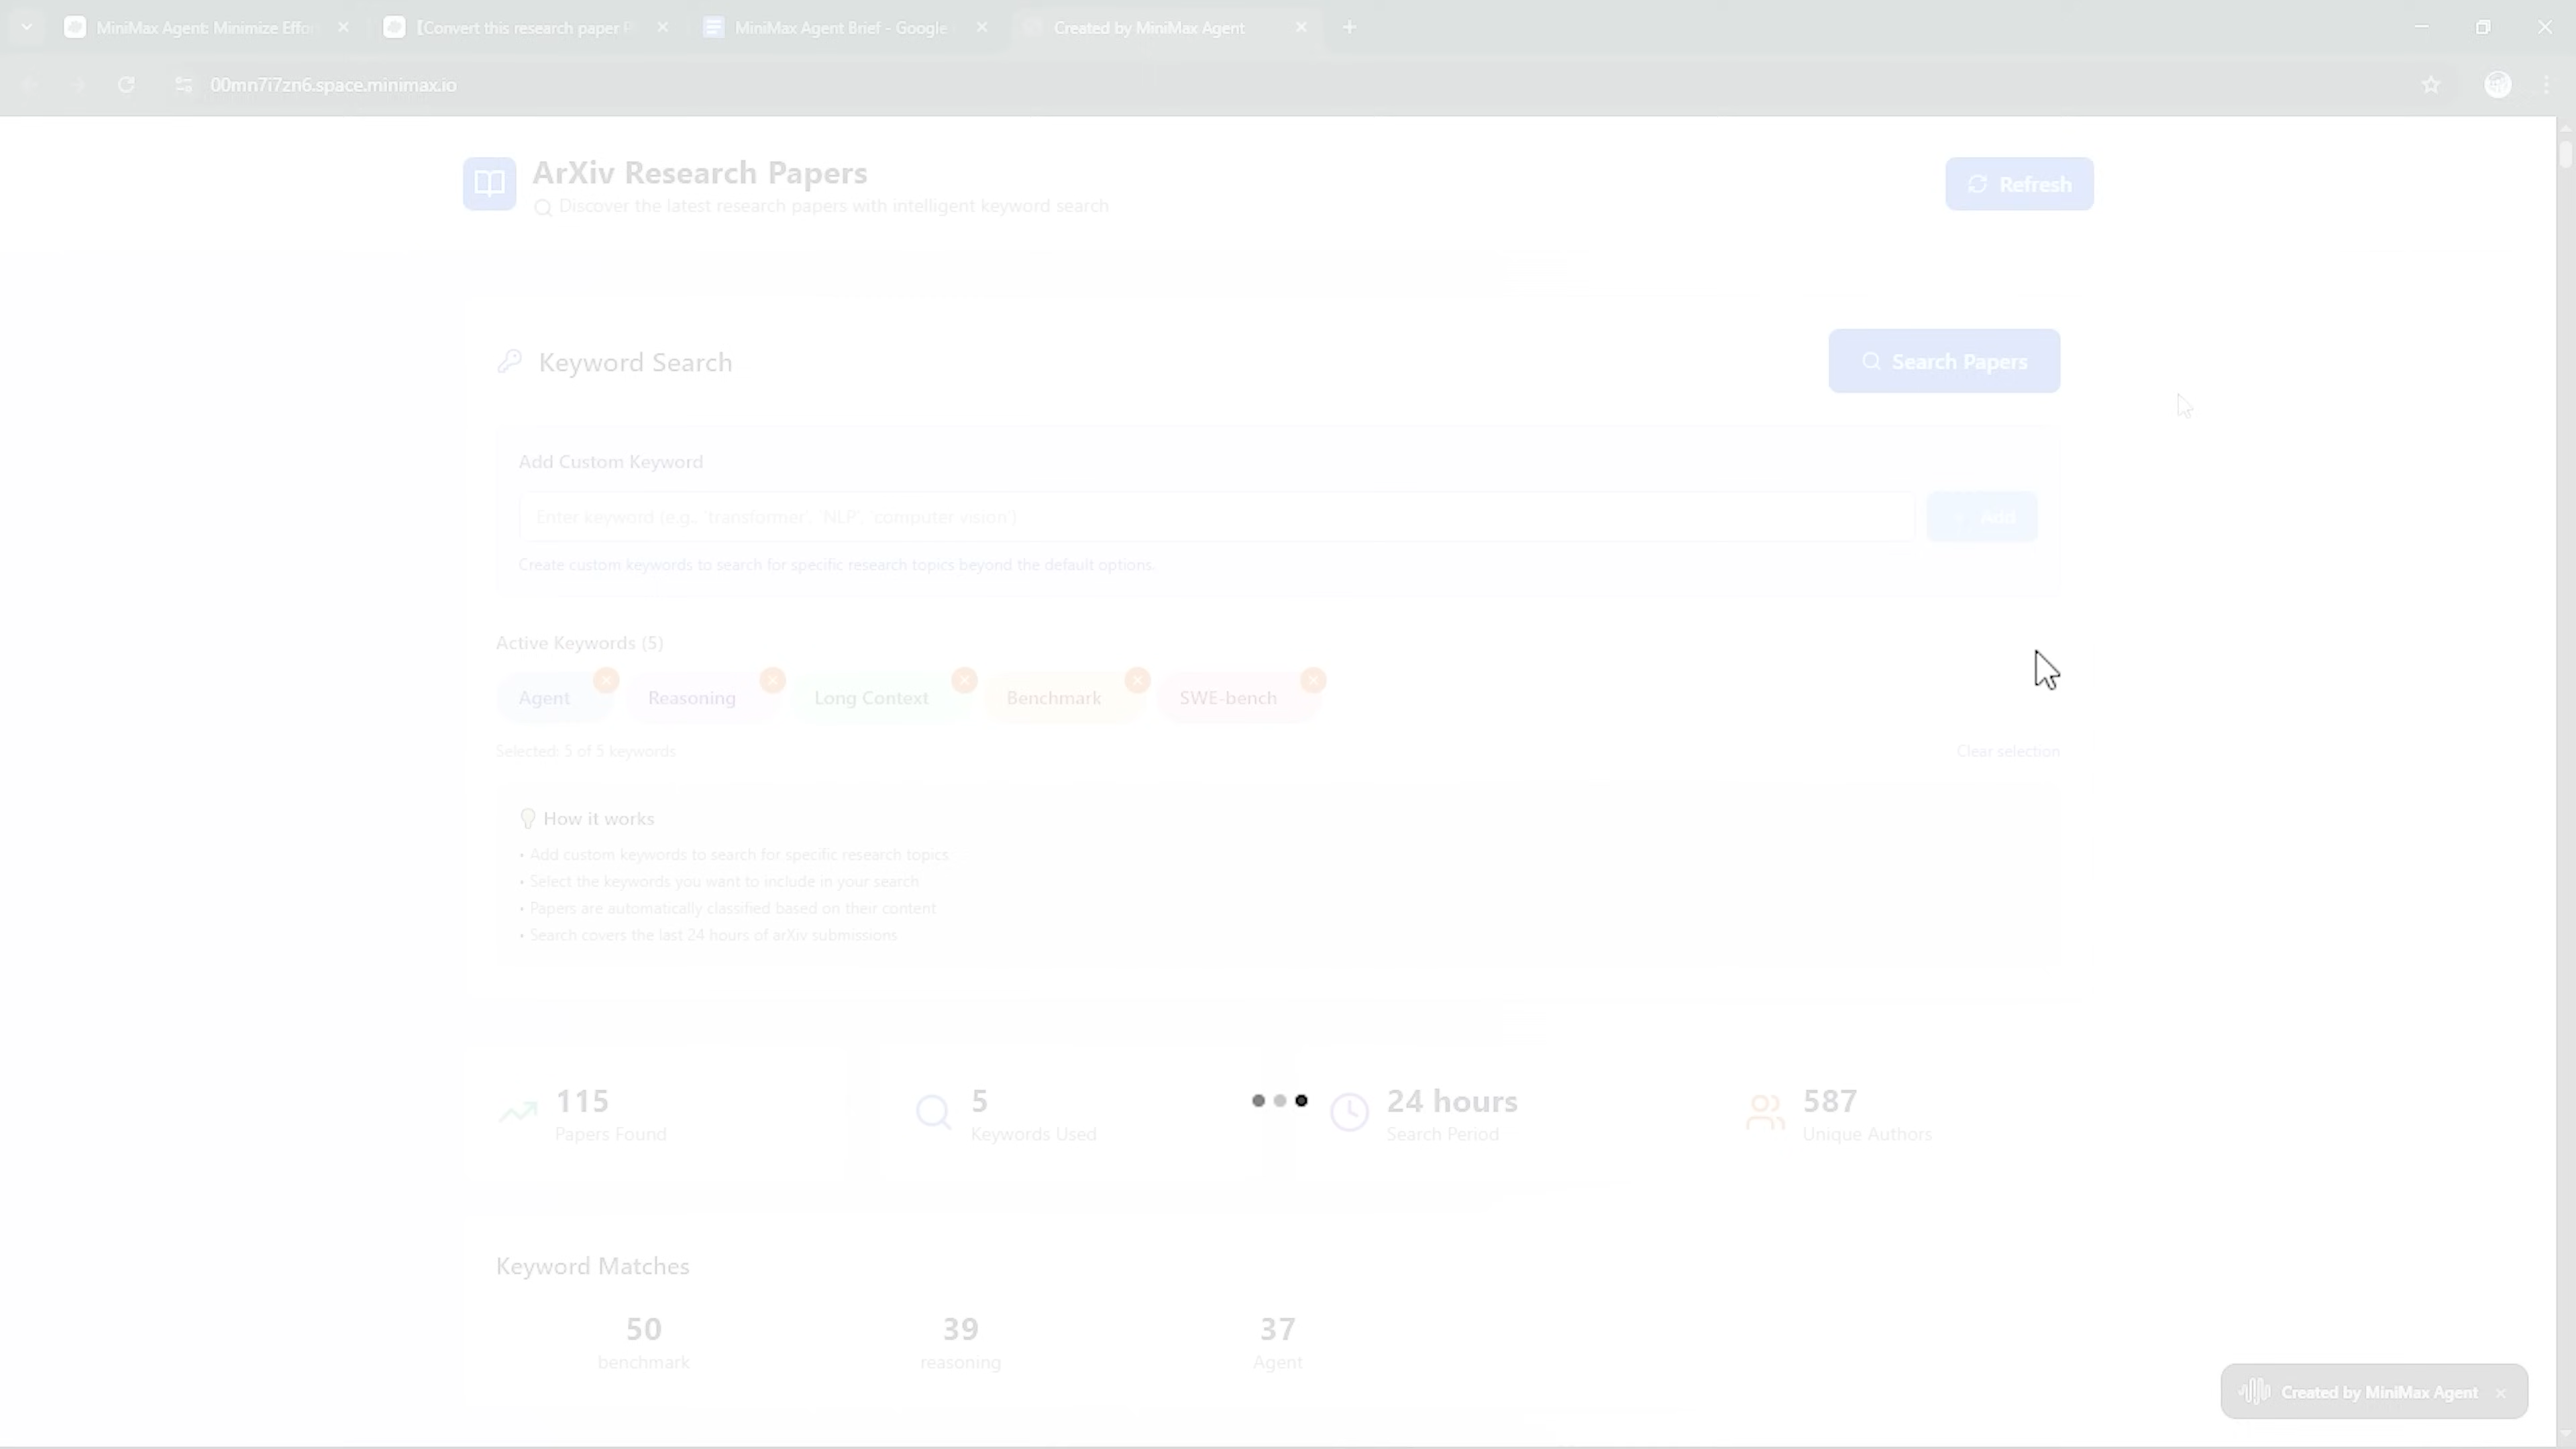 MiniMax Agent: Minimize Effor
【Convert this research paper P
MiniMax Agent Brief - Google
Created by MiniMax Agent
00mn7i7zn6.space.minimax.io
ArXiv Research Papers
Discover the latest research papers with intelligent keyword search
Refresh
Keyword Search
Search Papers
Add Custom Keyword
Enter keyword (e.g., 'transformer', 'NLP', 'computer vision')
Add
Create custom keywords to search for specific research topics beyond the default options.
Active Keywords (5)
Agent
Reasoning
Long Context
Benchmark
SWE-bench
Selected: 5 of 5 keywords
Clear selection
How it works
• Add custom keywords to search for specific research topics
• Select the keywords you want to include in your search
• Papers are automatically classified based on their content
• Search covers the last 24 hours of arXiv submissions
115
Papers Found
5
Keywords Used
24 hours
Search Period
587
Unique Authors
Keyword Matches
50
benchmark
39
reasoning
37
Agent
Created by MiniMax Agent